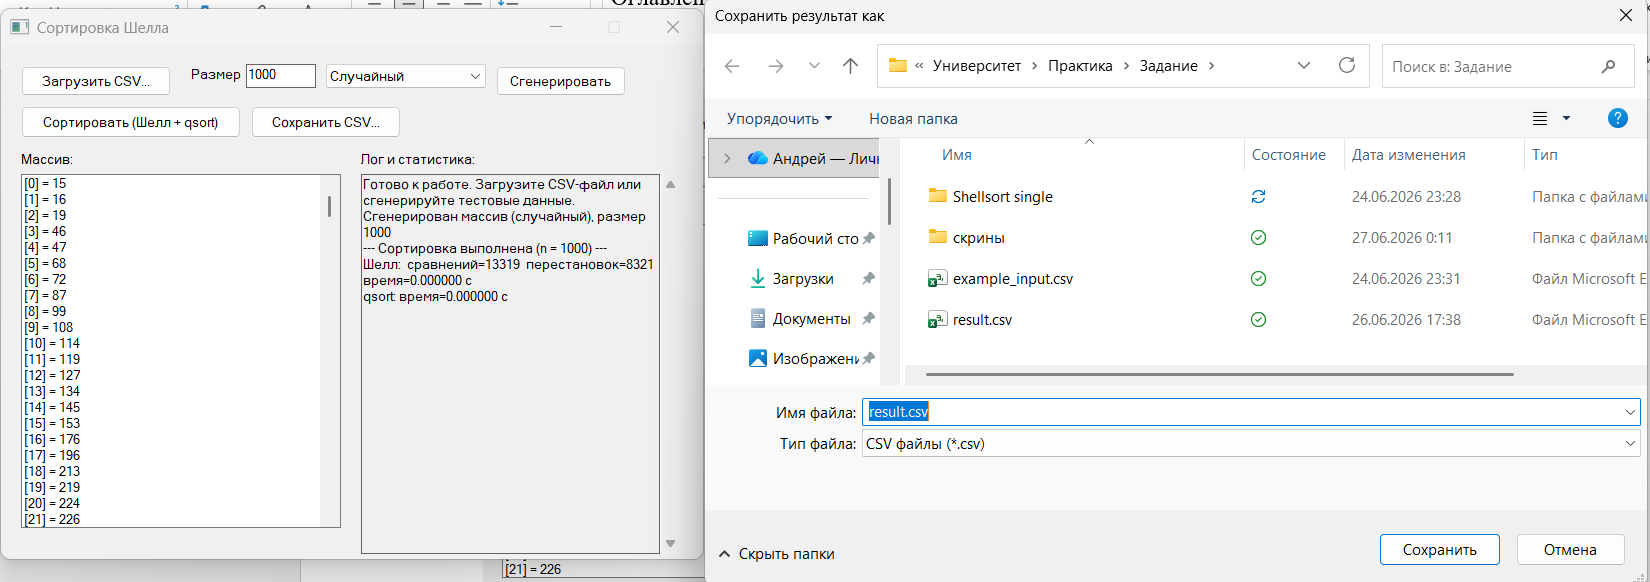 Оглавлен
Сортировка Шелла
Загрузить CSV...
Размер
1000
Случайный
Сгенерировать
Сортировать (Шелл + qsort)
Сохранить CSV...
Массив:
[0] = 15
[1] = 16
[2] = 19
[3] = 46
[4] = 47
[5] = 68
[6] = 72
[7] = 87
[8] = 99
[9] = 108
[10] = 114
[11] = 119
[12] = 127
[13] = 134
[14] = 145
[15] = 153
[16] = 176
[17] = 196
[18] = 213
[19] = 219
[20] = 224
[21] = 226
Лог и статистика:
Готово к работе. Загрузите CSV-файл или
сгенерируйте тестовые данные.
Сгенерирован массив (случайный), размер
1000
--- Сортировка выполнена (n = 1000) ---
Шелл: сравнений=13319 перестановок=8321
время=0.000000 с
qsort: время=0.000000 с
[21] = 226
Сохранить результат как
« Университет › Практика › Задание ›
Поиск в: Задание
Упорядочить
Новая папка
?
Андрей — Личн
Рабочий сто
Загрузки
Документы
Изображени
Имя Состояние Дата изменения Тип
Shellsort single 24.06.2026 23:28 Папка с файлами
скрины 27.06.2026 0:11 Папка с файлами
example_input.csv 24.06.2026 23:31 Файл Microsoft E
result.csv 26.06.2026 17:38 Файл Microsoft E
Имя файла: result.csv
Тип файла: CSV файлы (*.csv)
Скрыть папки
Сохранить
Отмена